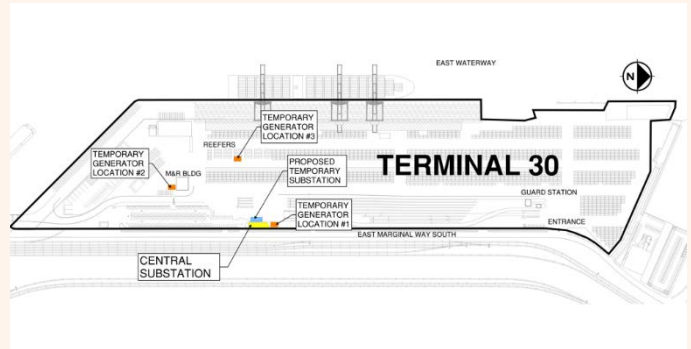 EAST WATERWAY
N
TEMPORARY
GENERATOR
LOCATION #3
REEFERS
TEMPORARY
GENERATOR
LOCATION #2
M&R BLDG
PROPOSED
TEMPORARY
SUBSTATION
TERMINAL 30
GUARD STATION
TEMPORARY
GENERATOR
LOCATION #1
ENTRANCE
EAST MARGINAL WAY SOUTH
CENTRAL
SUBSTATION